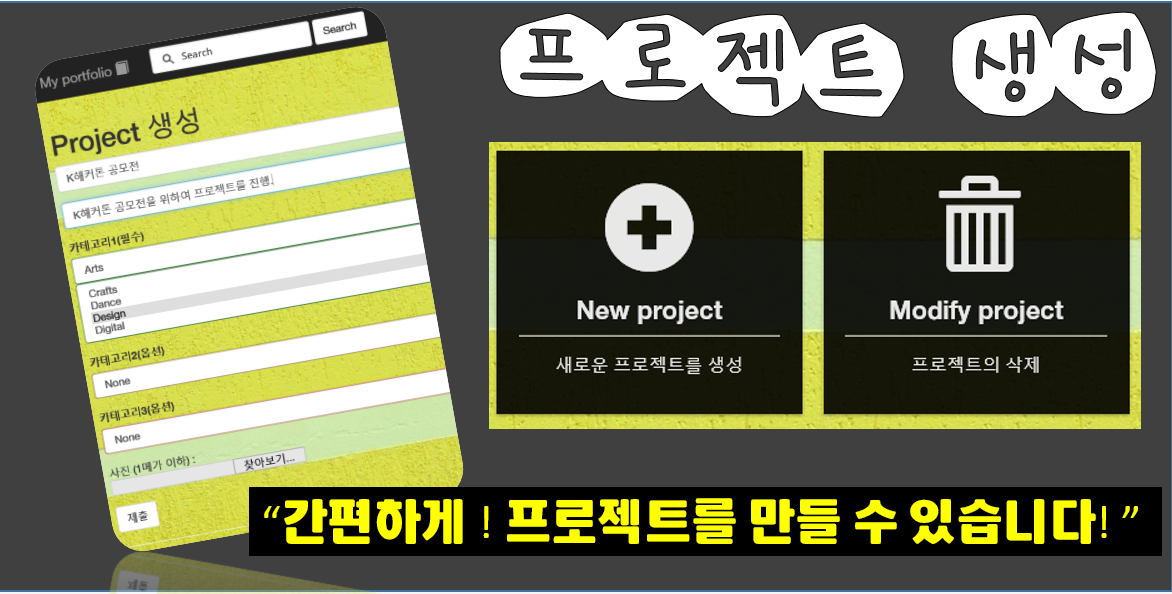 프로젝트 생성
My portfolio
Search
Search
Project 생성
K해커톤 공모전
K해커톤 공모전을 위하여 프로젝트를 진행.
카테고리1(필수)
Arts
Crafts
Dance
Design
Digital
카테고리2(옵션)
None
카테고리3(옵션)
None
사진 (1메가 이하) :
찾아보기...
제출
New project
새로운 프로젝트를 생성
Modify project
프로젝트의 삭제
“간편하게 ! 프로젝트를 만들 수 있습니다! ”